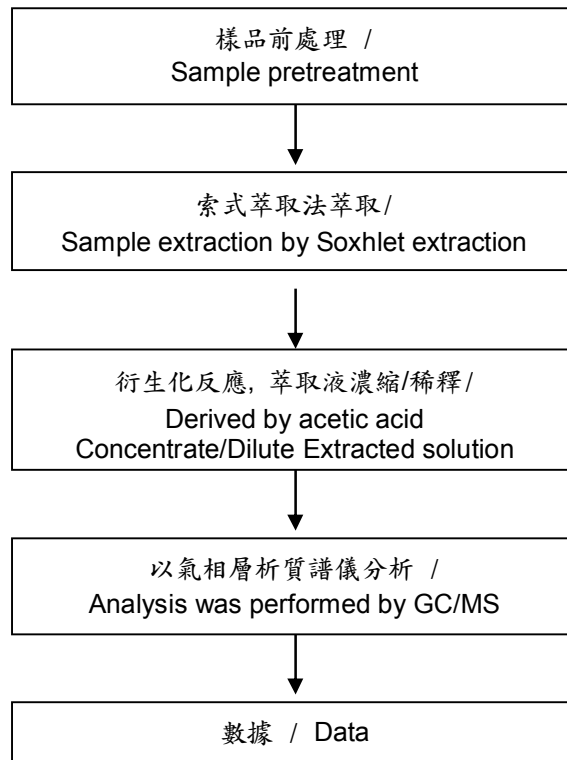 樣品前處理 /
Sample pretreatment
索式萃取法萃取/
Sample extraction by Soxhlet extraction
衍生化反應, 萃取液濃縮/稀釋/
Derived by acetic acid
Concentrate/Dilute Extracted solution
以氣相層析質譜儀分析 /
Analysis was performed by GC/MS
數據 / Data